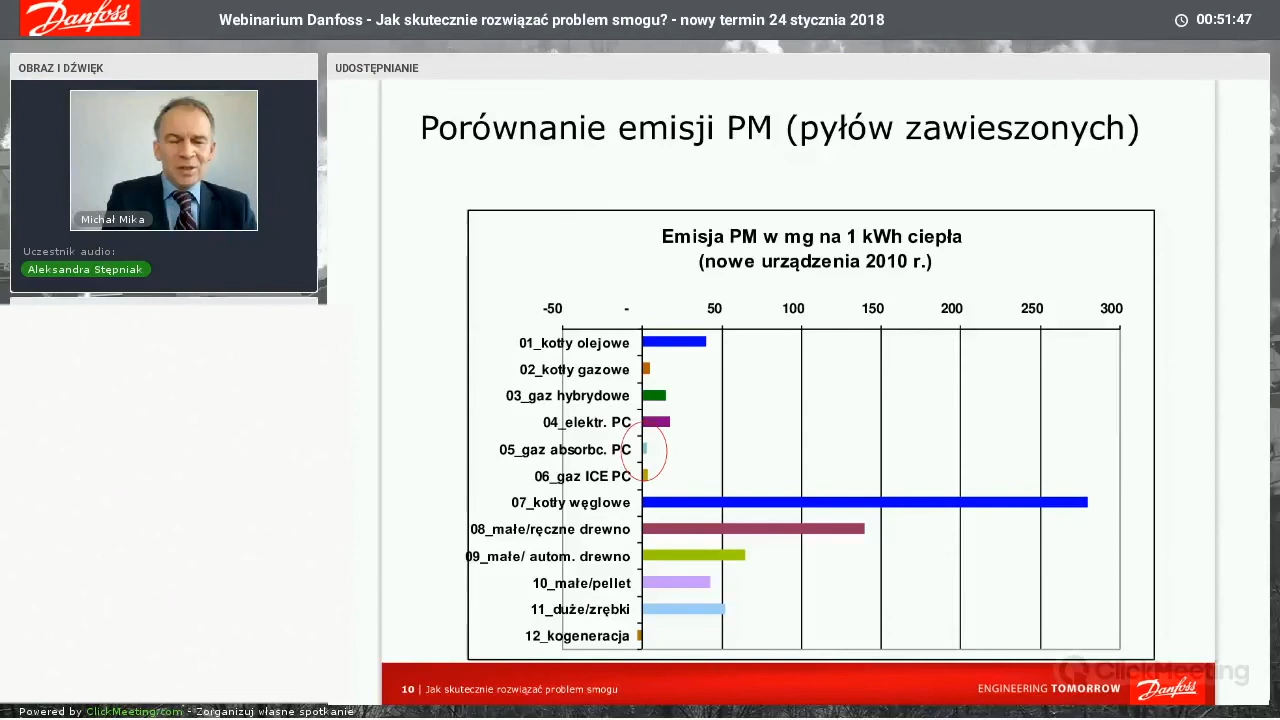 Danfoss
Webinarium Danfoss - Jak skutecznie rozwiązać problem smogu? - nowy termin 24 stycznia 2018
00:51:47
OBRAZ I DŹWIĘK
Michał Mika
Uczestnik audio:
Aleksandra Stępniak
UDOSTĘPNIANIE
Porównanie emisji PM (pyłów zawieszonych)
Emisja PM w mg na 1 kWh ciepła
(nowe urządzenia 2010 r.)
-50 - 50 100 150 200 250 300
01_kotły olejowe
02_kotły gazowe
03_gaz hybrydowe
04_elektr. PC
05_gaz absorbc. PC
06_gaz ICE PC
07_kotły węglowe
08_małe/ręczne drewno
09_małe/ autom. drewno
10_małe/pellet
11_duże/zrębki
12_kogeneracja
10 | Jak skutecznie rozwiązać problem smogu
ENGINEERING TOMORROW
Danfoss
ClickMeeting
Powered by ClickMeeting.com - Zorganizuj własne spotkanie